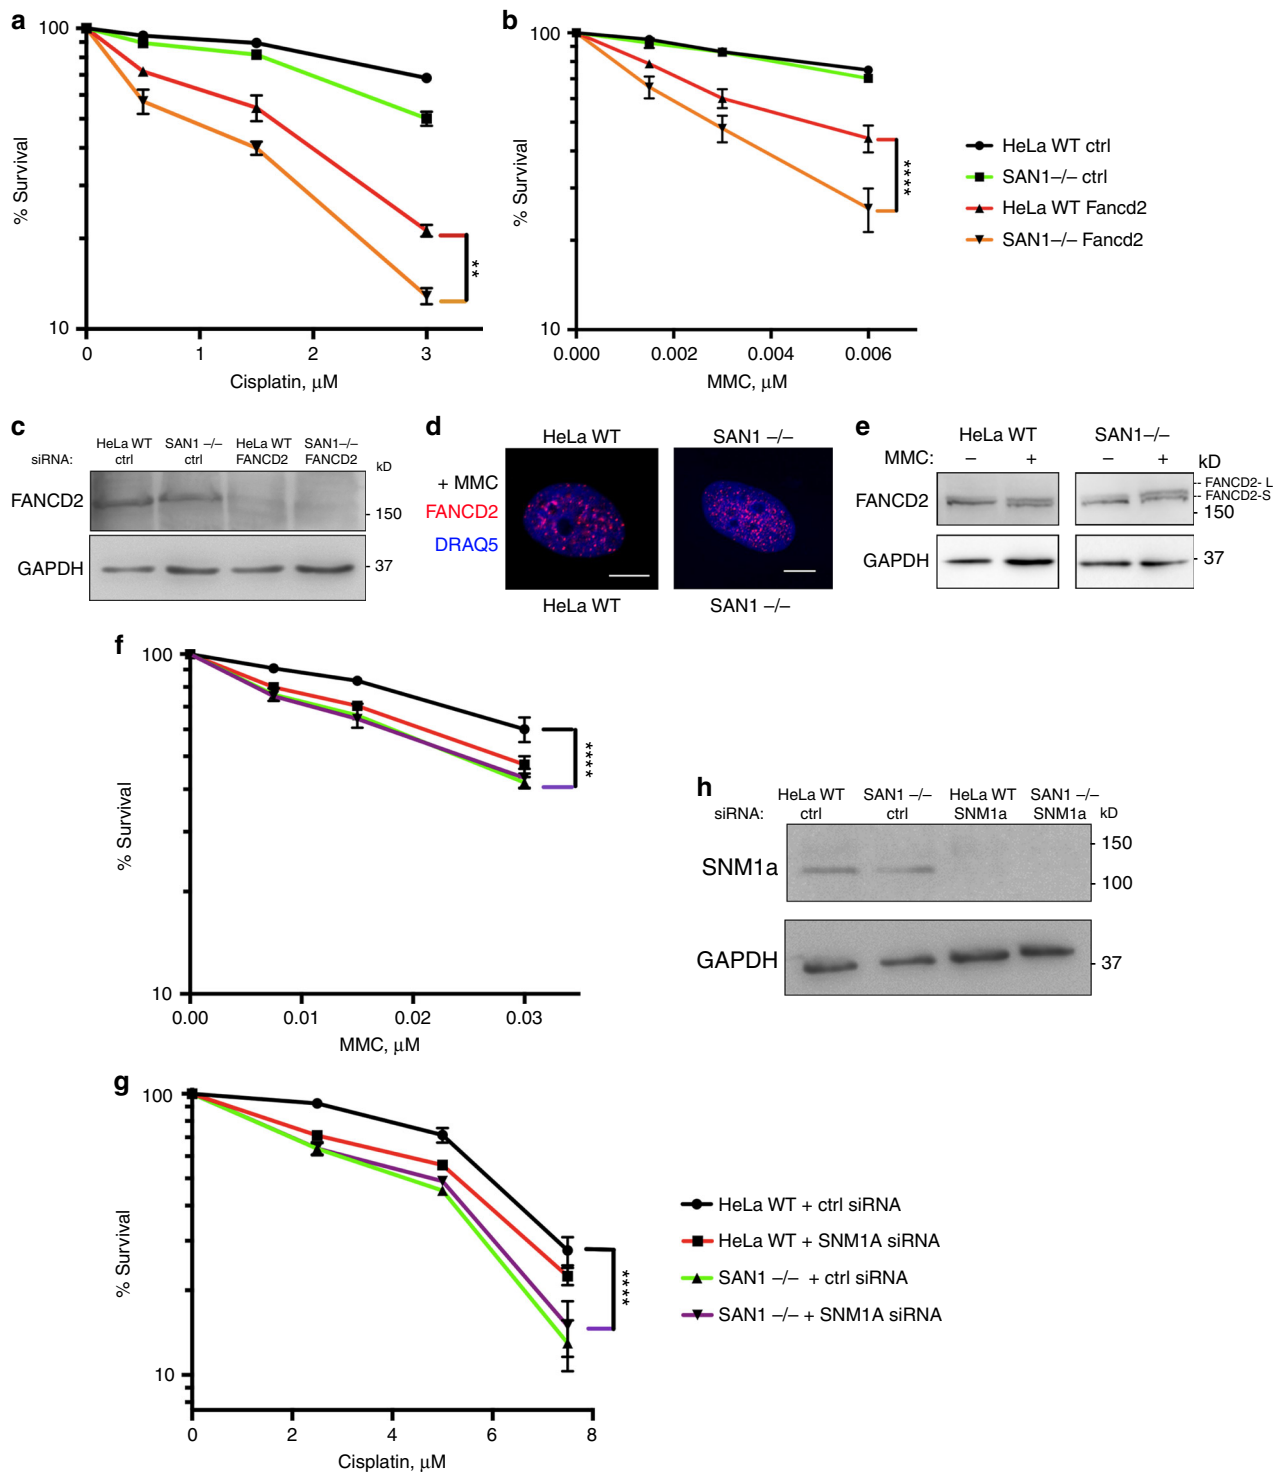 a
100
10
% Survival
0 1 2 3
Cisplatin, μM
**
b
100
10
% Survival
0.000 0.002 0.004 0.006
MMC, μM
****
HeLa WT ctrl
SAN1–/– ctrl
HeLa WT Fancd2
SAN1–/– Fancd2
c
siRNA:
HeLa WT ctrl
SAN1 –/– ctrl
HeLa WT FANCD2
SAN1–/– FANCD2
kD
FANCD2
150
GAPDH
37
d
HeLa WT
SAN1 –/–
+ MMC
FANCD2
DRAQ5
HeLa WT
SAN1 –/–
e
HeLa WT
SAN1–/–
MMC: – + – + kD
FANCD2
FANCD2- L
FANCD2-S
150
GAPDH
37
f
100
10
% Survival
0.00 0.01 0.02 0.03
MMC, μM
****
h
siRNA:
HeLa WT ctrl
SAN1 –/– ctrl
HeLa WT SNM1a
SAN1 –/– SNM1a
kD
SNM1a
150
100
GAPDH
37
g
100
10
% Survival
0 2 4 6 8
Cisplatin, μM
****
HeLa WT + ctrl siRNA
HeLa WT + SNM1A siRNA
SAN1 –/– + ctrl siRNA
SAN1 –/– + SNM1A siRNA